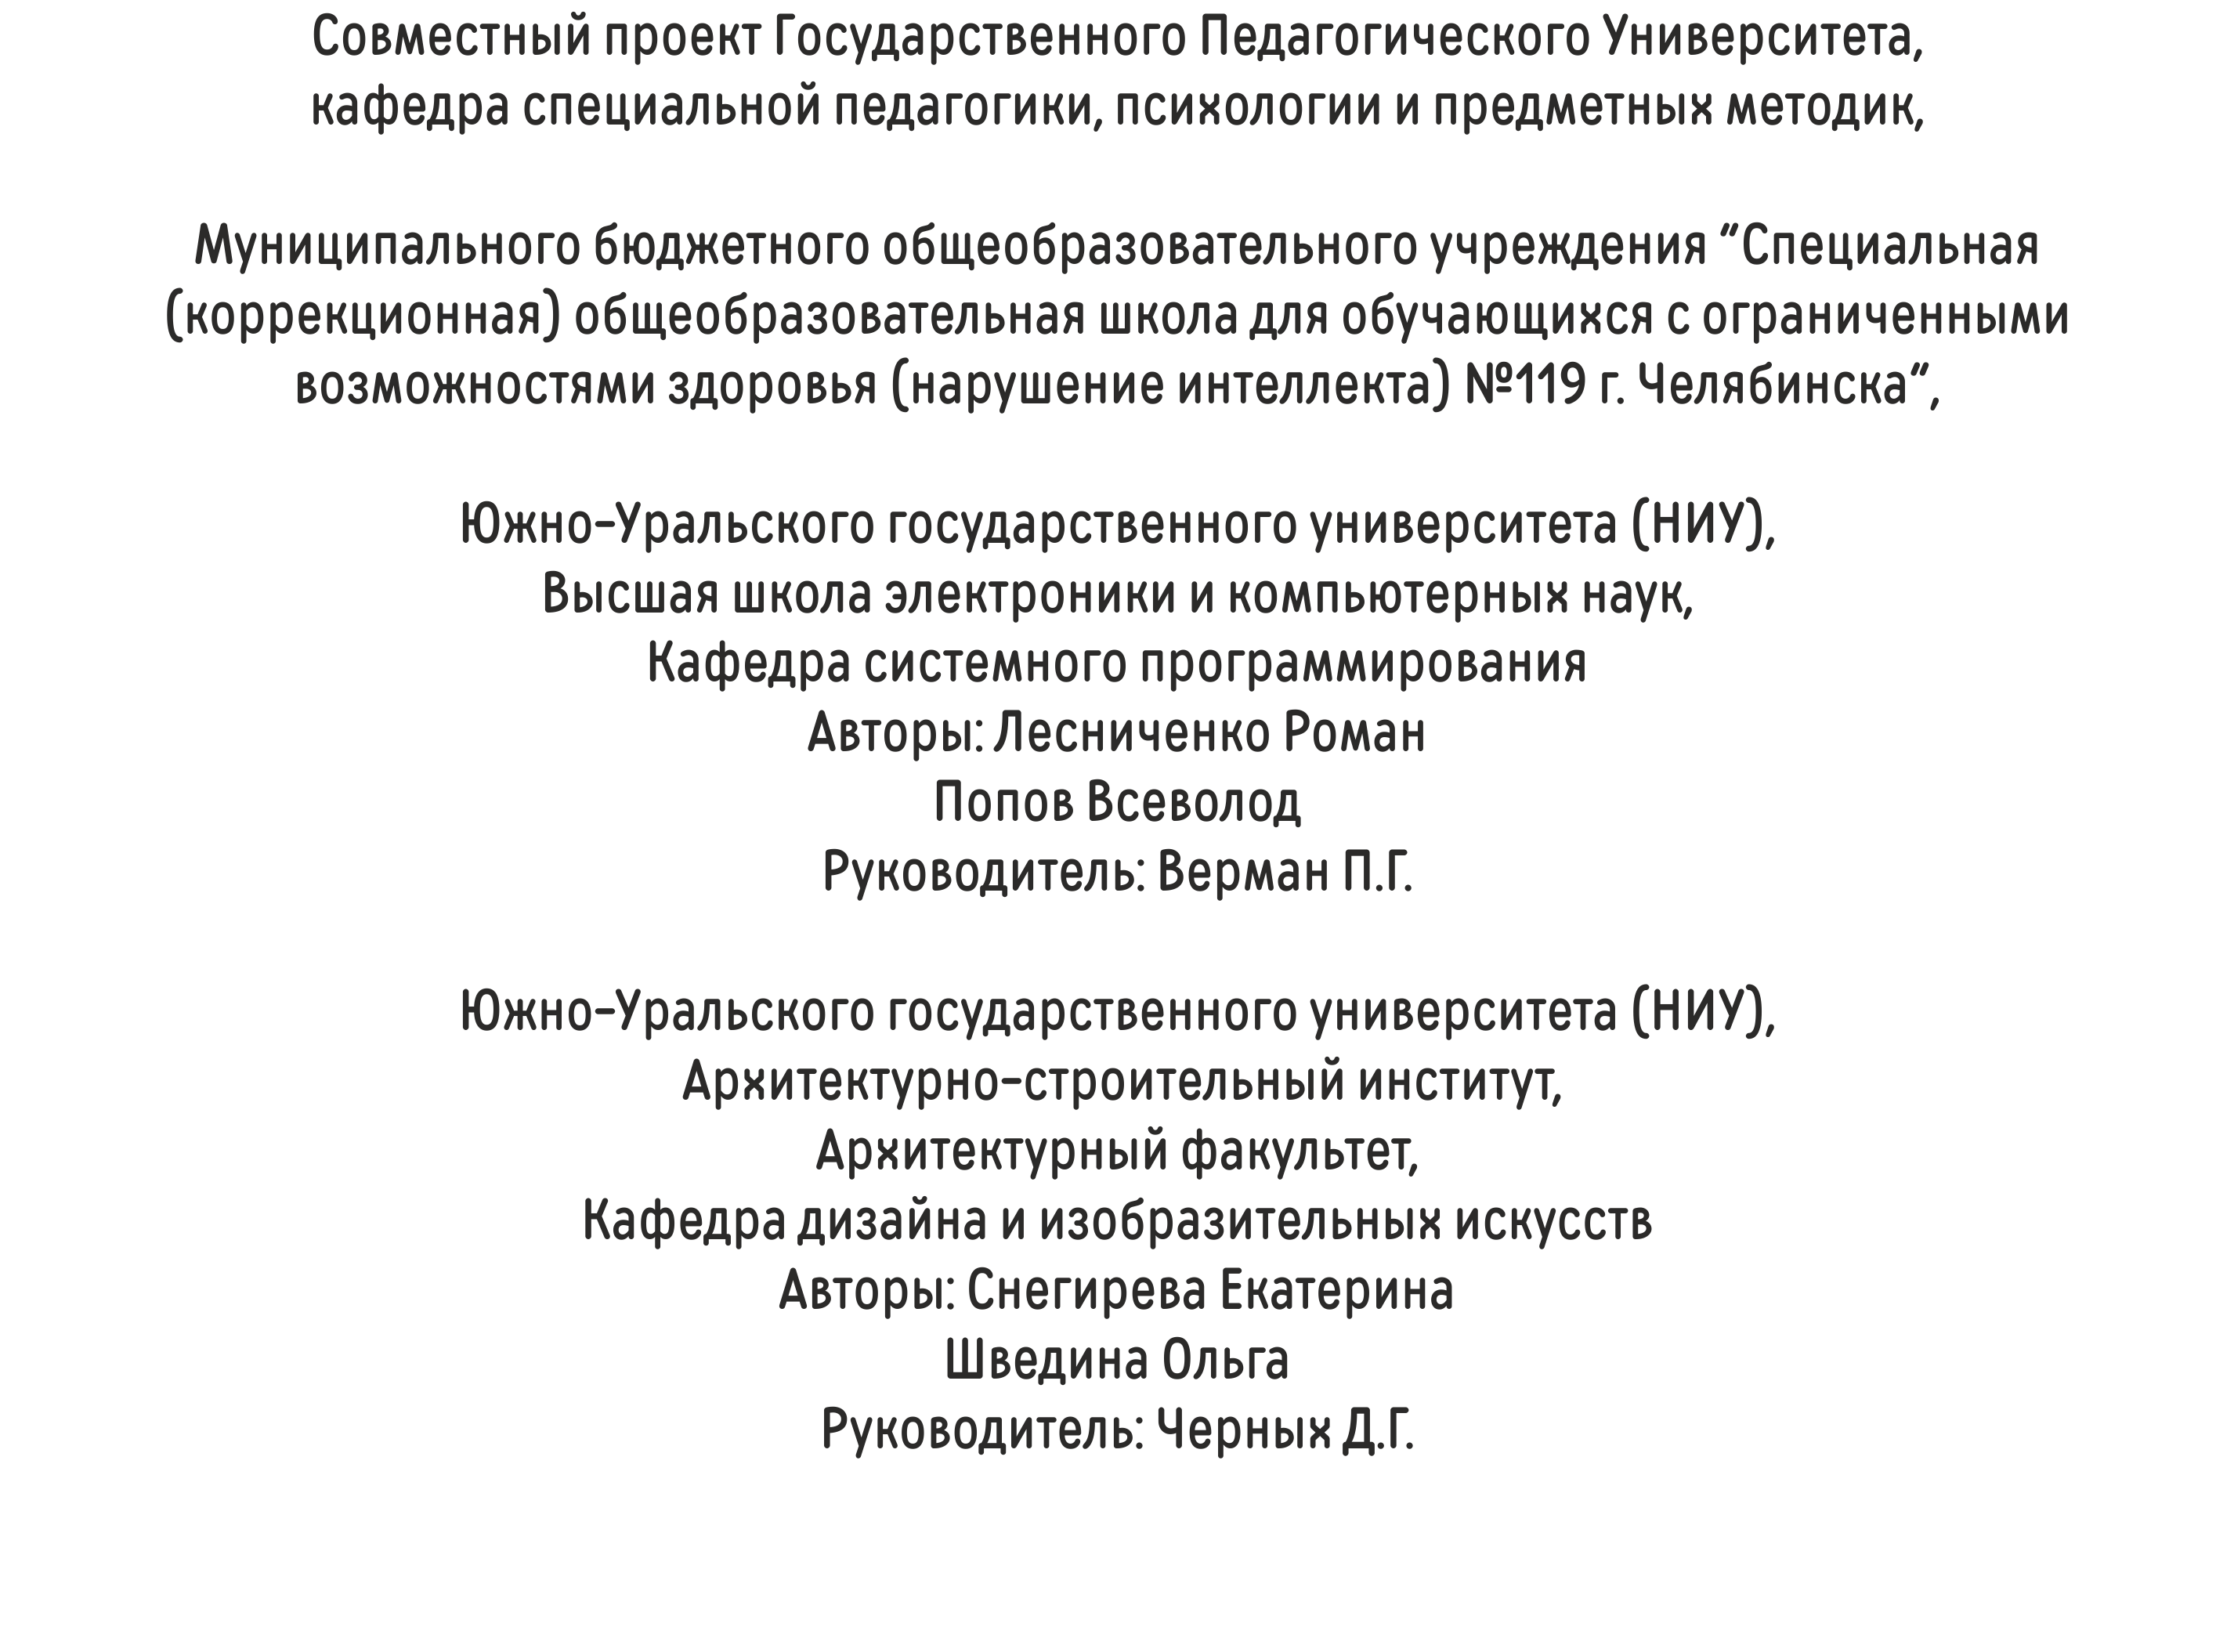 Совместный проект Государственного Педагогического Университета,
кафедра специальной педагогики, психологии и предметных методик,
Муниципального бюджетного общеобразовательного учреждения "Специальная
(коррекционная) общеобразовательная школа для обучающихся с ограниченными
возможностями здоровья (нарушение интеллекта) №119 г. Челябинска",
Южно-Уральского государственного университета (НИУ),
Высшая школа электроники и компьютерных наук,
Кафедра системного программирования
Авторы: Лесниченко Роман
Попов Всеволод
Руководитель: Верман П.Г.
Южно-Уральского государственного университета (НИУ),
Архитектурно-строительный институт,
Архитектурный факультет,
Кафедра дизайна и изобразительных искусств
Авторы: Снегирева Екатерина
Шведина Ольга
Руководитель: Черных Д.Г.